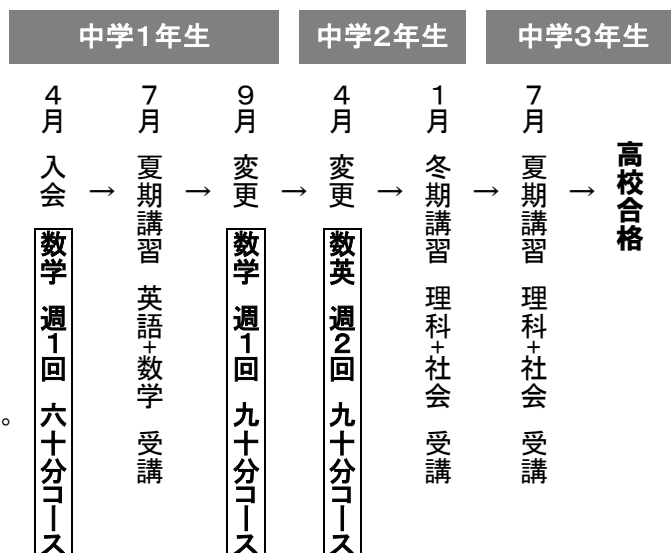 中学1年生
中学2年生
中学3年生
4月 入会 数学 週1回 六十分コース
→
7月 夏期講習 英語+数学 受講
→
9月 変更 数学 週1回 九十分コース
→
4月 変更 数英 週2回 九十分コース
→
1月 冬期講習 理科+社会 受講
→
7月 夏期講習 理科+社会 受講
→
高校合格
。